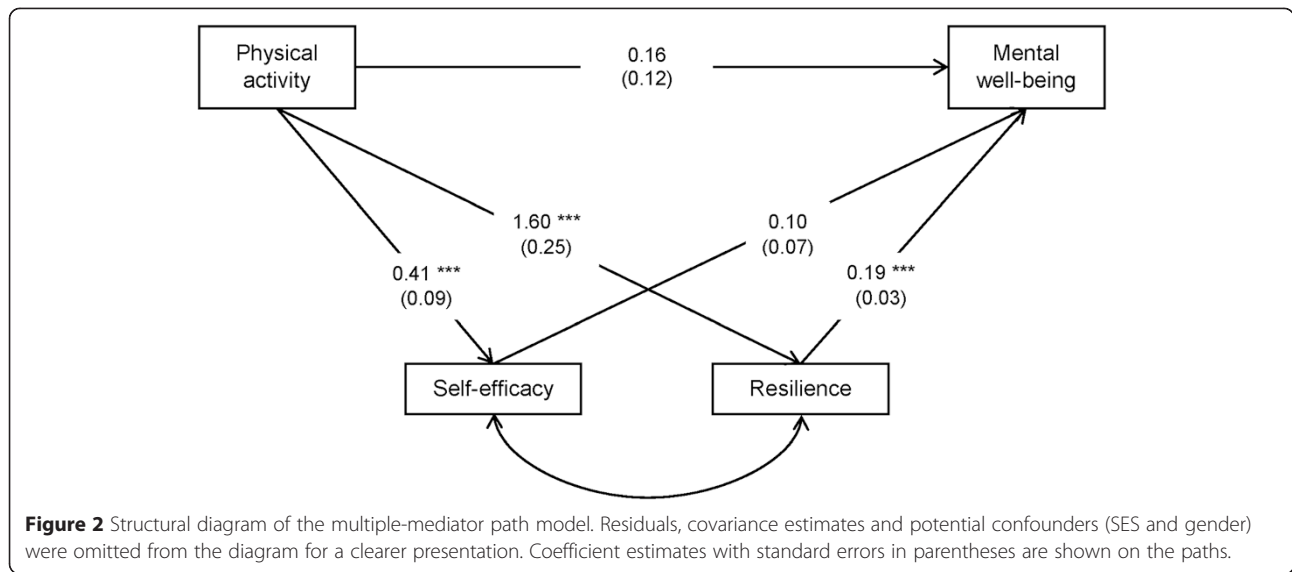 Physical
activity
0.16
(0.12)
Mental
well-being
1.60 ***
(0.25)
0.10
(0.07)
0.41 ***
(0.09)
0.19 ***
(0.03)
Self-efficacy
Resilience
Figure 2 Structural diagram of the multiple-mediator path model. Residuals, covariance estimates and potential confounders (SES and gender)
were omitted from the diagram for a clearer presentation. Coefficient estimates with standard errors in parentheses are shown on the paths.